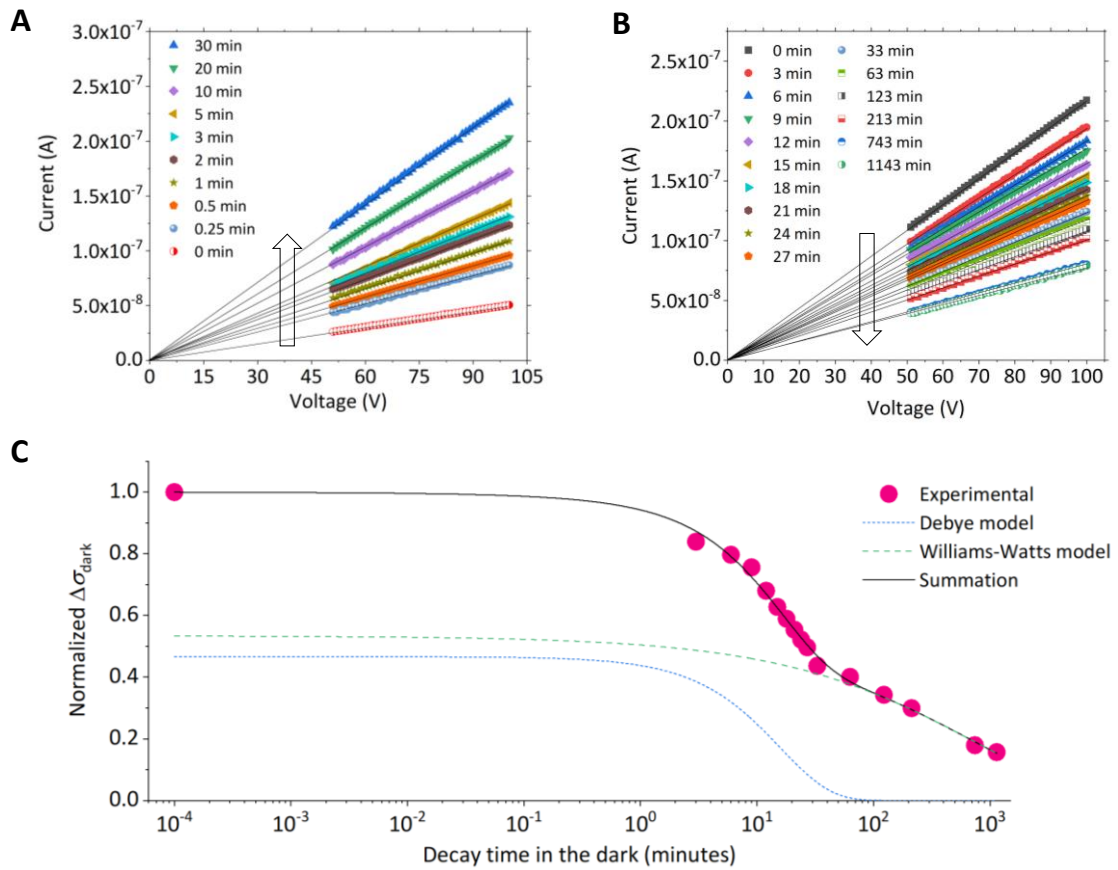 A
3.0x10-7
2.5x10-7
2.0x10-7
1.5x10-7
1.0x10-7
5.0x10-8
0.0
Current (A)
30 min
20 min
10 min
5 min
3 min
2 min
1 min
0.5 min
0.25 min
0 min
0 15 30 45 60 75 90 105
Voltage (V)
B
2.5x10-7
2.0x10-7
1.5x10-7
1.0x10-7
5.0x10-8
0.0
Current (A)
0 min
3 min
6 min
9 min
12 min
15 min
18 min
21 min
24 min
27 min
33 min
63 min
123 min
213 min
743 min
1143 min
0 10 20 30 40 50 60 70 80 90 100
Voltage (V)
C
1.0
0.8
0.6
0.4
0.2
0.0
Normalized Δσdark
Experimental
Debye model
Williams-Watts model
Summation
10-4 10-3 10-2 10-1 100 101 102 103
Decay time in the dark (minutes)